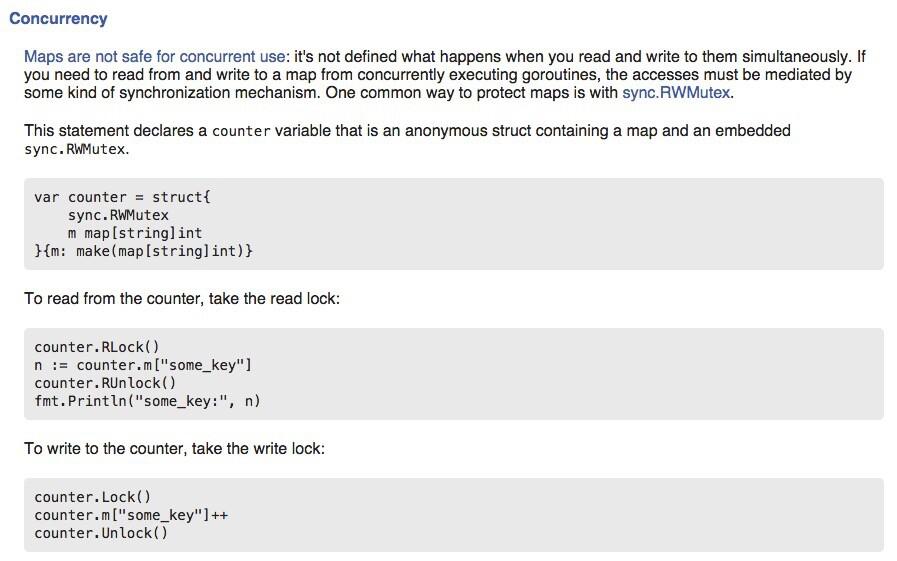 Concurrency
Maps are not safe for concurrent use: it's not defined what happens when you read and write to them simultaneously. If
you need to read from and write to a map from concurrently executing goroutines, the accesses must be mediated by
some kind of synchronization mechanism. One common way to protect maps is with sync.RWMutex.
This statement declares a counter variable that is an anonymous struct containing a map and an embedded
sync.RWMutex.
var counter = struct{
    sync.RWMutex
    m map[string]int
}{m: make(map[string]int)}
To read from the counter, take the read lock:
counter.RLock()
n := counter.m["some_key"]
counter.RUnlock()
fmt.Println("some_key:", n)
To write to the counter, take the write lock:
counter.Lock()
counter.m["some_key"]++
counter.Unlock()